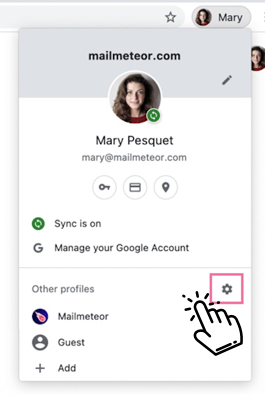 Mary
mailmeteor.com
Mary Pesquet
mary@mailmeteor.com
Sync is on
G Manage your Google Account
Other profiles
Mailmeteor
Guest
Add